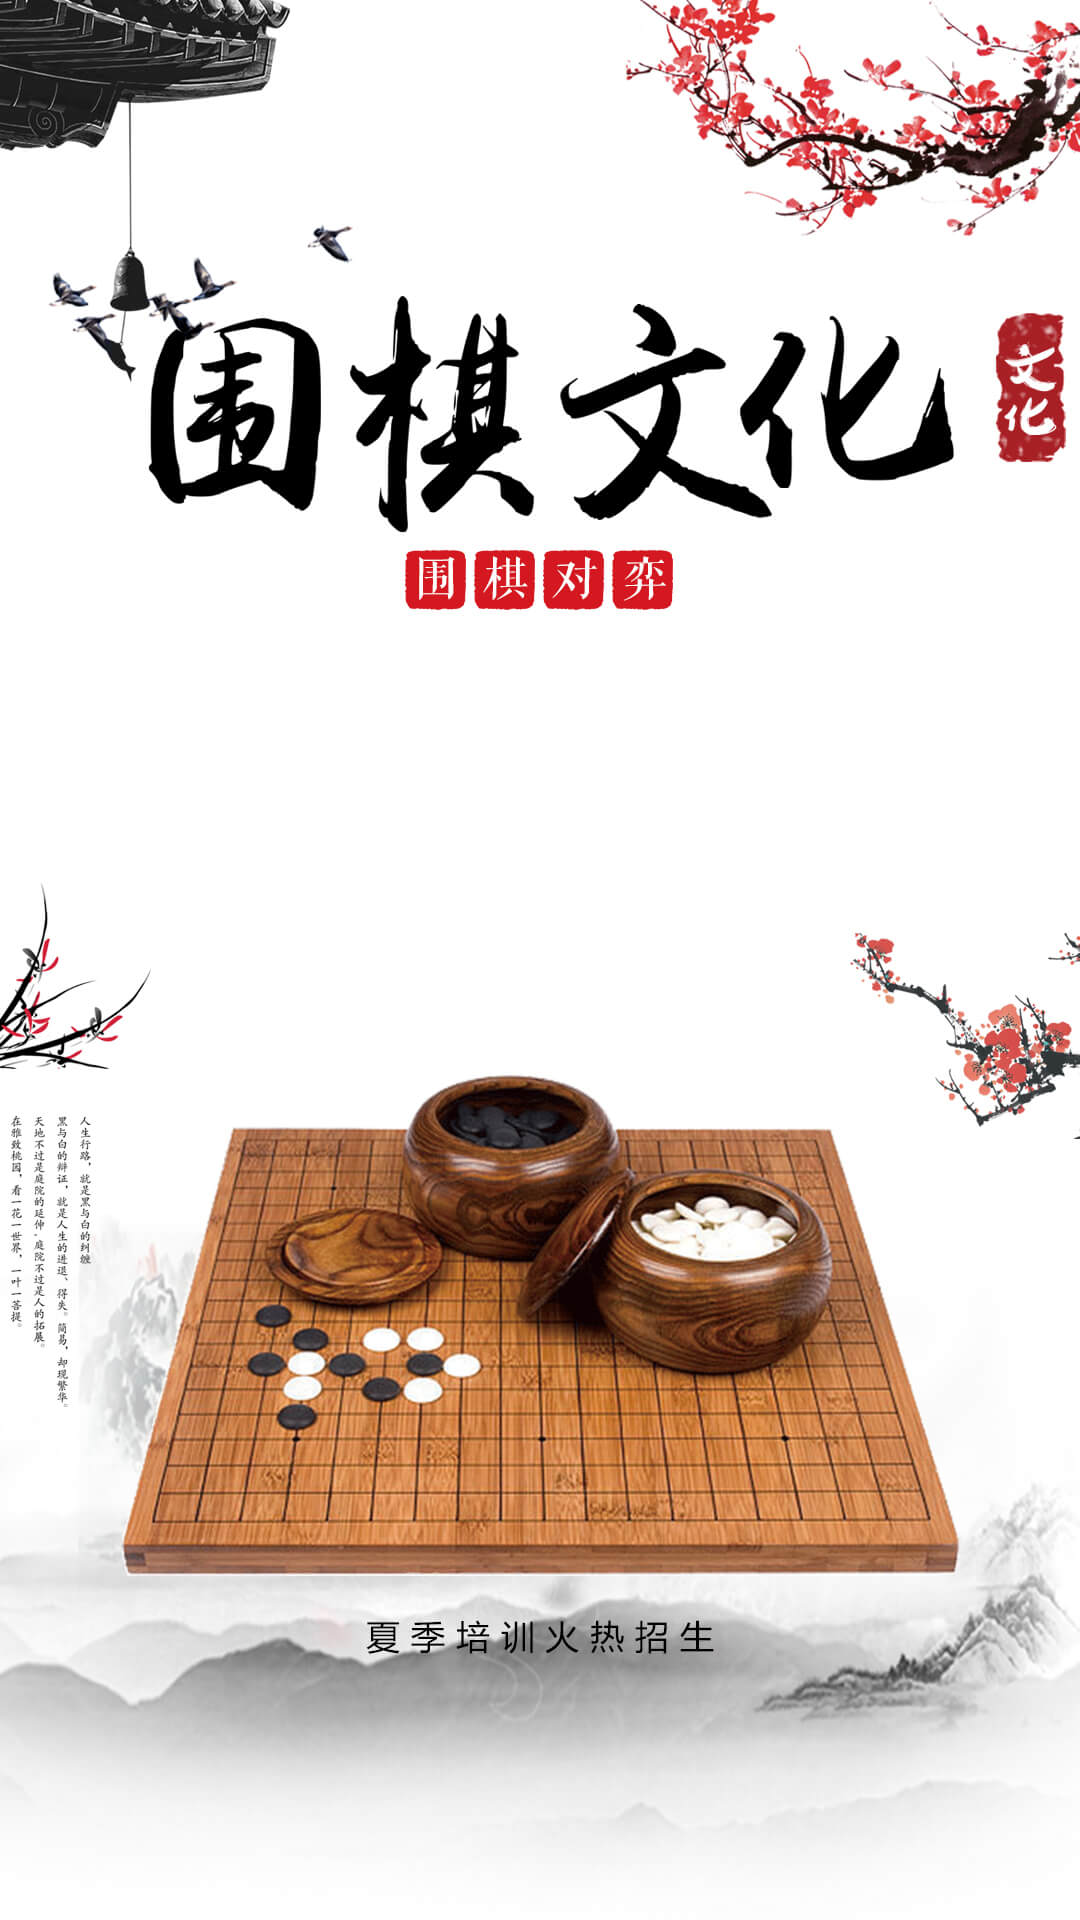 围棋文化
文化
围棋对弈
人生行路，就是黑与白的纠缠
黑与白的辩证，就是人生的进退、得失。简易，却现繁华。
天地不过是庭院的延伸，庭院不过是人的拓展。
在雅致桃园，看一花一世界，一叶一菩提。
夏季培训火热招生